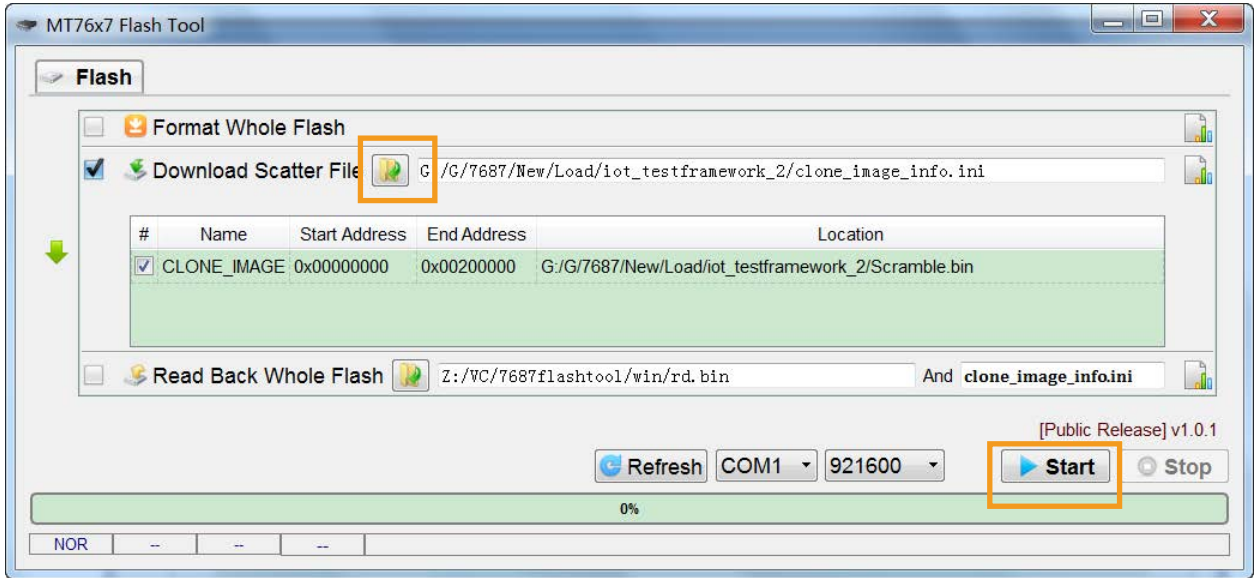 MT76x7 Flash Tool
Flash
Format Whole Flash
Download Scatter File G:/G/7687/New/Load/iot_testframework_2/clone_image_info.ini
# Name Start Address End Address Location
CLONE_IMAGE 0x00000000 0x00200000 G:/G/7687/New/Load/iot_testframework_2/Scramble.bin
Read Back Whole Flash Z:/VC/7687flashtool/win/rd.bin And clone_image_info.ini
[Public Release] v1.0.1
Refresh COM1 921600 Start Stop
0%
NOR -- -- --